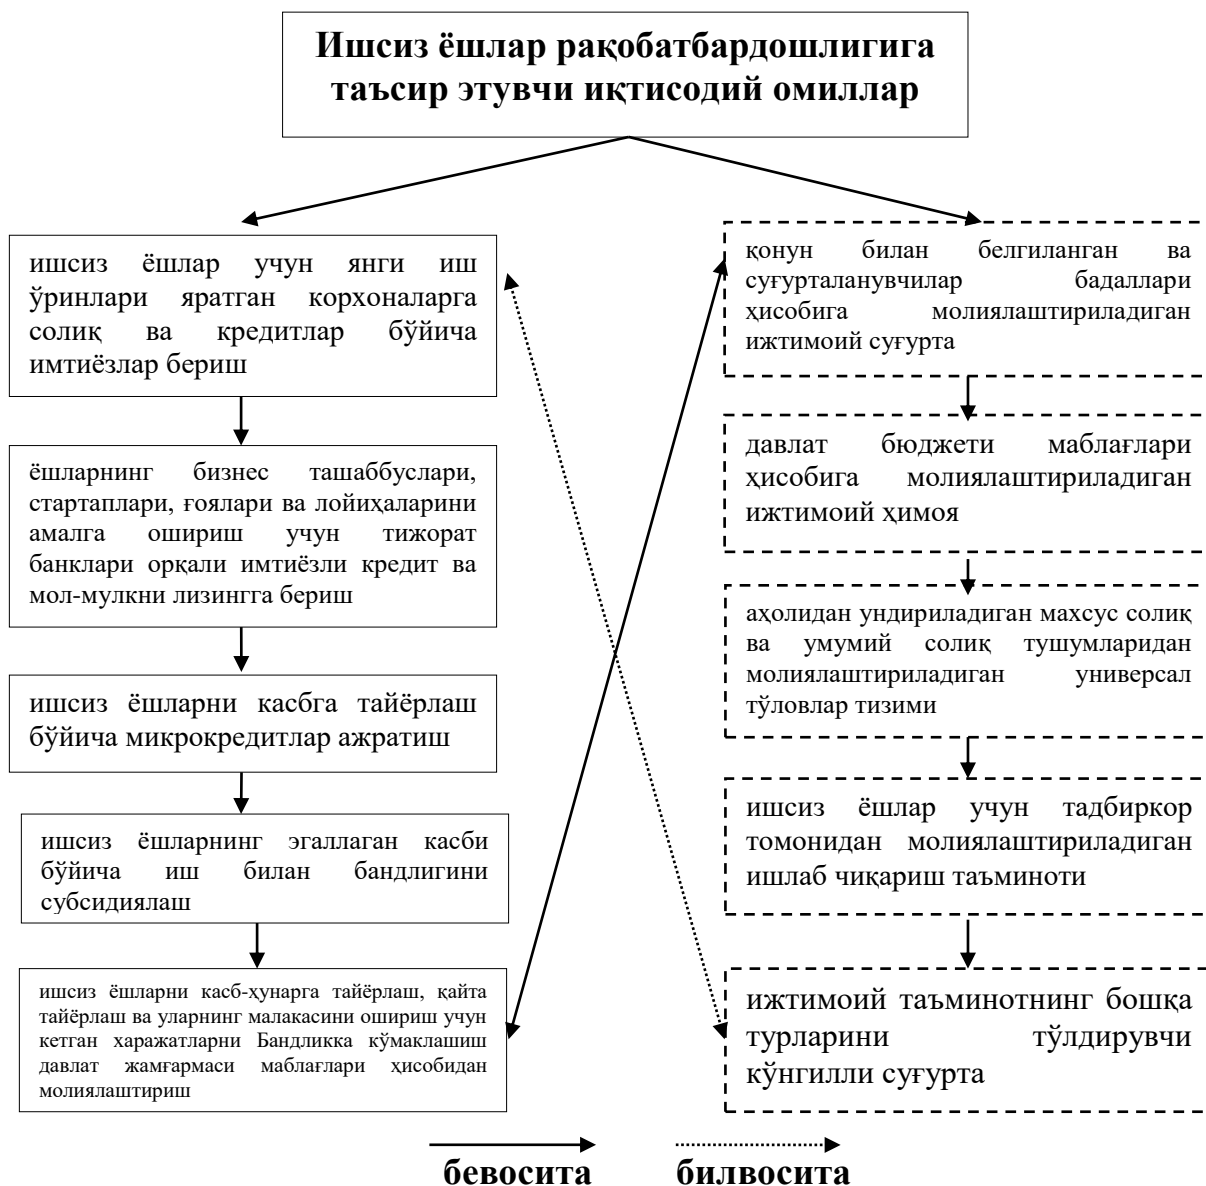 Ишсиз ёшлар рақобатбардошлигига
таъсир этувчи иқтисодий омиллар
ишсиз ёшлар учун янги иш
ўринлари яратган корхоналарга
солиқ ва кредитлар бўйича
имтиёзлар бериш
ёшларнинг бизнес ташаббуслари,
стартаплари, ғоялари ва лойиҳаларини
амалга ошириш учун тижорат
банклари орқали имтиёзли кредит ва
мол-мулкни лизингга бериш
ишсиз ёшларни касбга тайёрлаш
бўйича микрокредитлар ажратиш
ишсиз ёшларнинг эгаллаган касби
бўйича иш билан бандлигини
субсидиялаш
ишсиз ёшларни касб-ҳунарга тайёрлаш, қайта
тайёрлаш ва уларнинг малакасини ошириш учун
кетган харажатларни Бандликка кўмаклашиш
давлат жамғармаси маблағлари ҳисобидан
молиялаштириш
қонун билан белгиланган ва
суғурталанувчилар бадаллари
ҳисобига молиялаштириладиган
ижтимоий суғурта
давлат бюджети маблағлари
ҳисобига молиялаштириладиган
ижтимоий ҳимоя
аҳолидан ундириладиган махсус солиқ
ва умумий солиқ тушумларидан
молиялаштириладиган универсал
тўловлар тизими
ишсиз ёшлар учун тадбиркор
томонидан молиялаштириладиган
ишлаб чиқариш таъминоти
ижтимоий таъминотнинг бошқа
турларини тўлдирувчи
кўнгилли суғурта
бевосита
билвосита